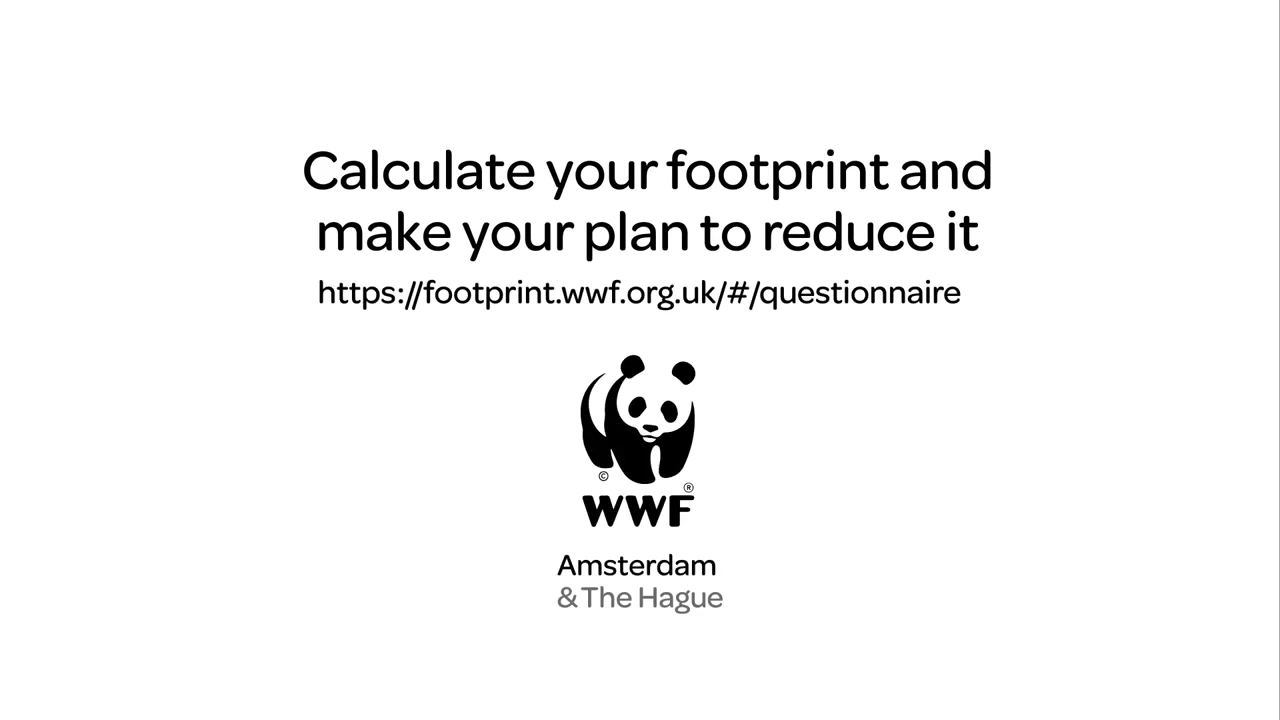 Calculate your footprint and
make your plan to reduce it
https://footprint.wwf.org.uk/#/questionnaire
©
®
WWF
Amsterdam
& The Hague